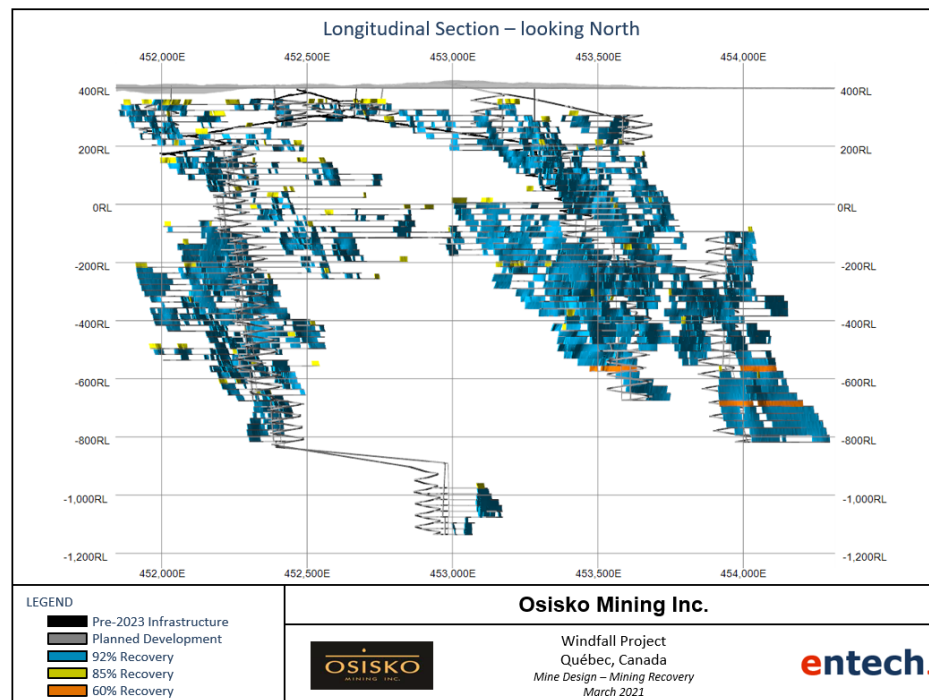 Longitudinal Section – looking North
452,000E 452,500E 453,000E 453,500E 454,000E
400RL 400RL
200RL 200RL
0RL 0RL
-200RL -200RL
-400RL -400RL
-600RL -600RL
-800RL -800RL
-1,000RL -1,000RL
-1,200RL -1,200RL
452,000E 452,500E 453,000E 453,500E 454,000E
LEGEND
Pre-2023 Infrastructure
Planned Development
92% Recovery
85% Recovery
60% Recovery
Osisko Mining Inc.
OSISKO
MINING INC.
Windfall Project
Québec, Canada
Mine Design – Mining Recovery
March 2021
entech.